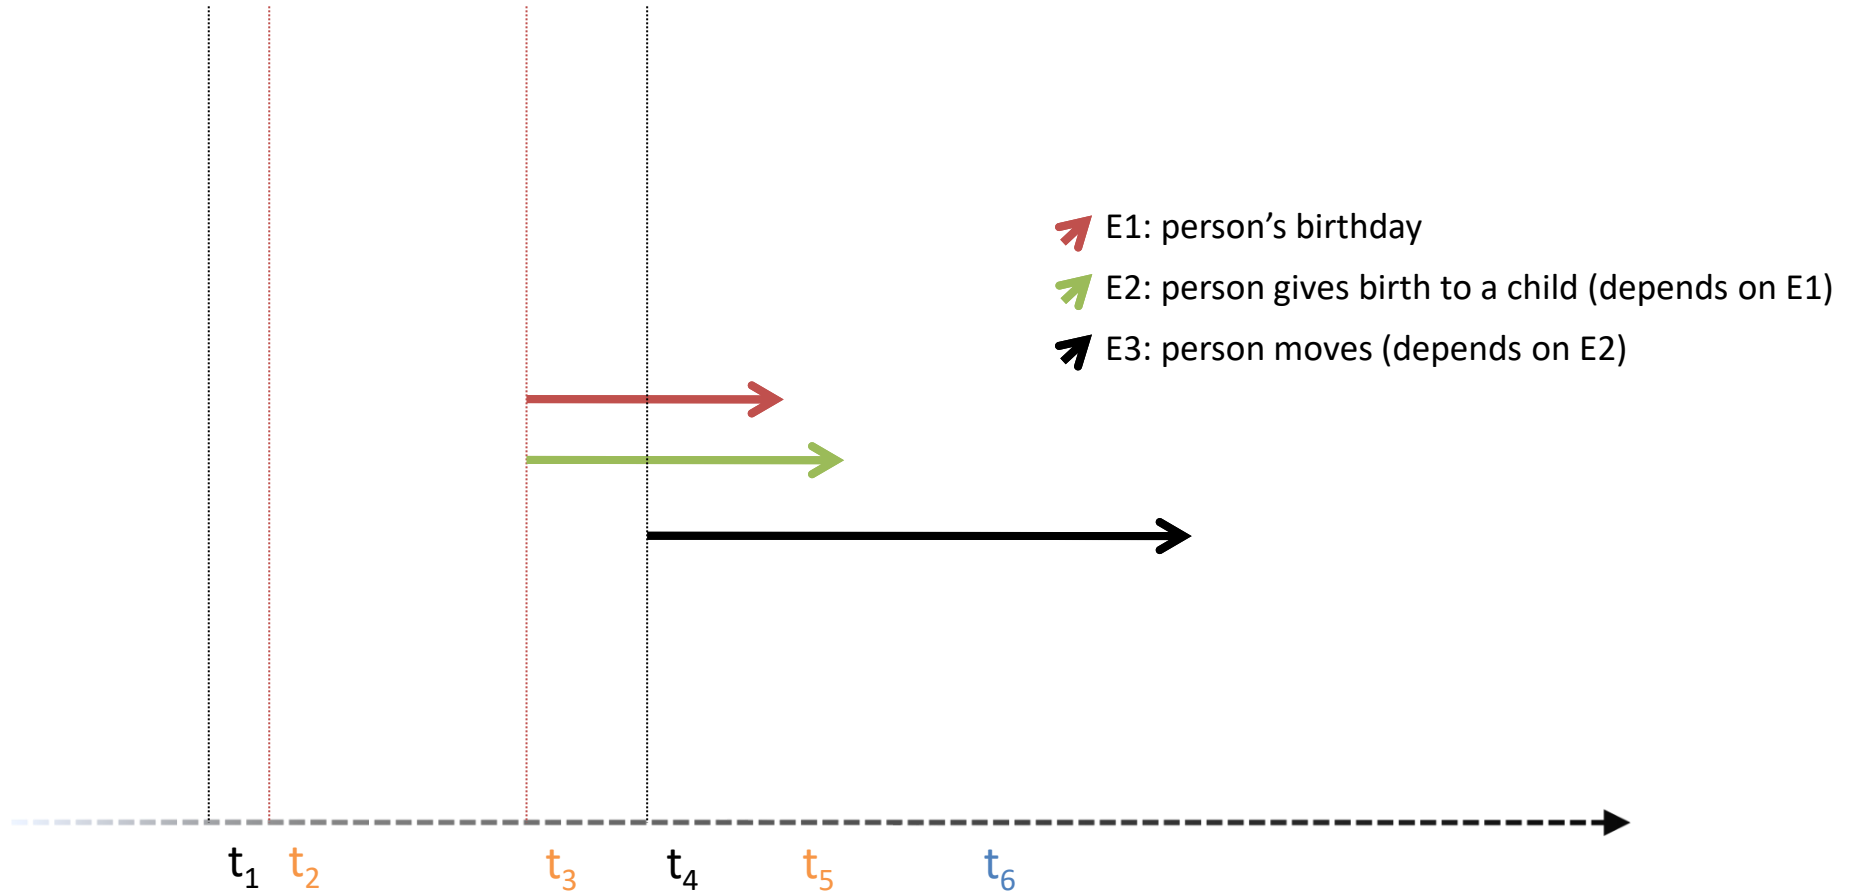 E1: person's birthday
E2: person gives birth to a child (depends on E1)
E3: person moves (depends on E2)
t1 t2 t3 t4 t5 t6